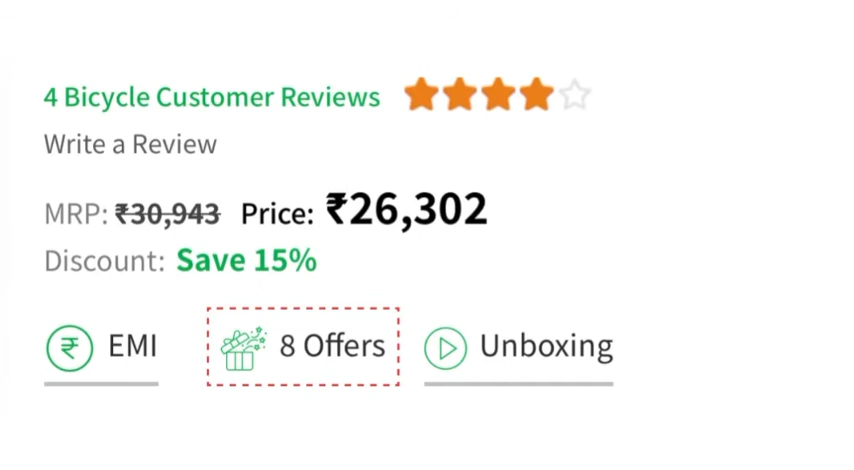 4 Bicycle Customer Reviews
Write a Review
MRP: ₹30,943 Price: ₹26,302
Discount: Save 15%
EMI 8 Offers Unboxing